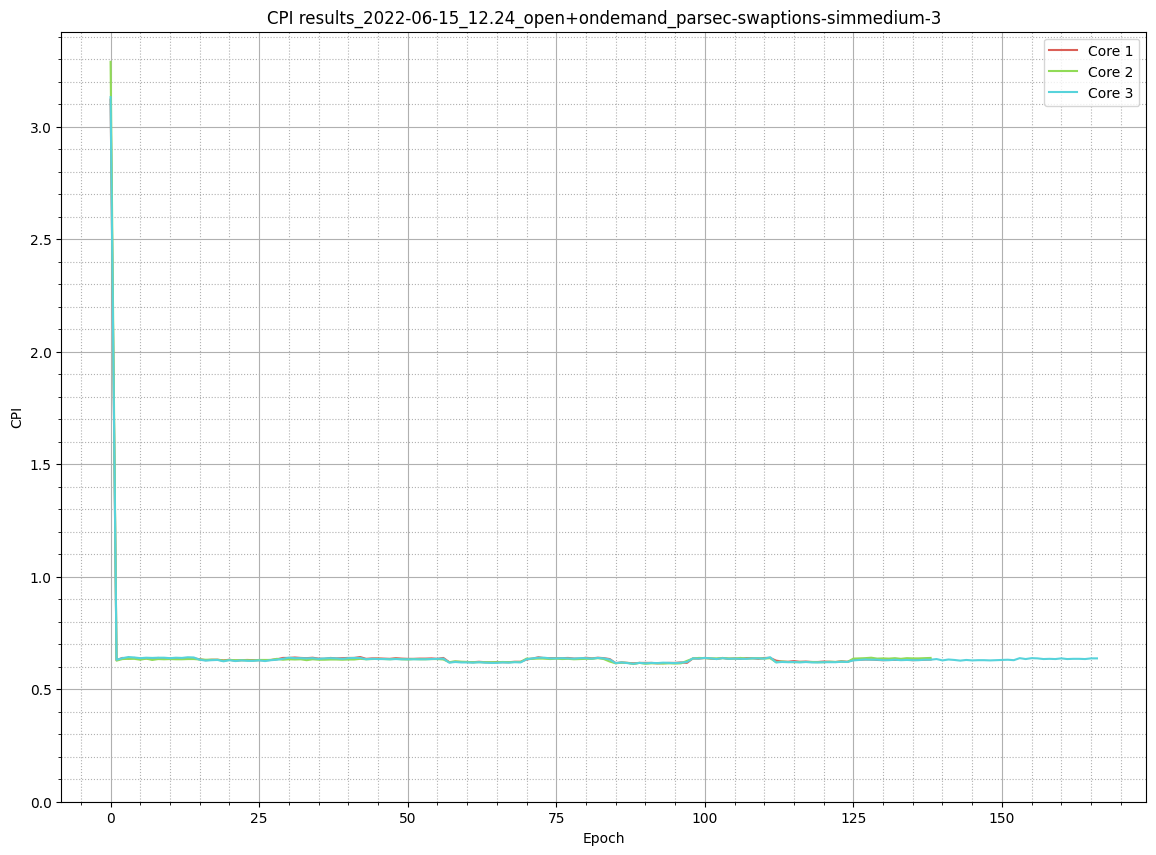 CPI results_2022-06-15_12.24_open+ondemand_parsec-swaptions-simmedium-3
Core 1
Core 2
Core 3
3.0
2.5
2.0
1.5
1.0
0.5
0.0
CPI
0 25 50 75 100 125 150
Epoch